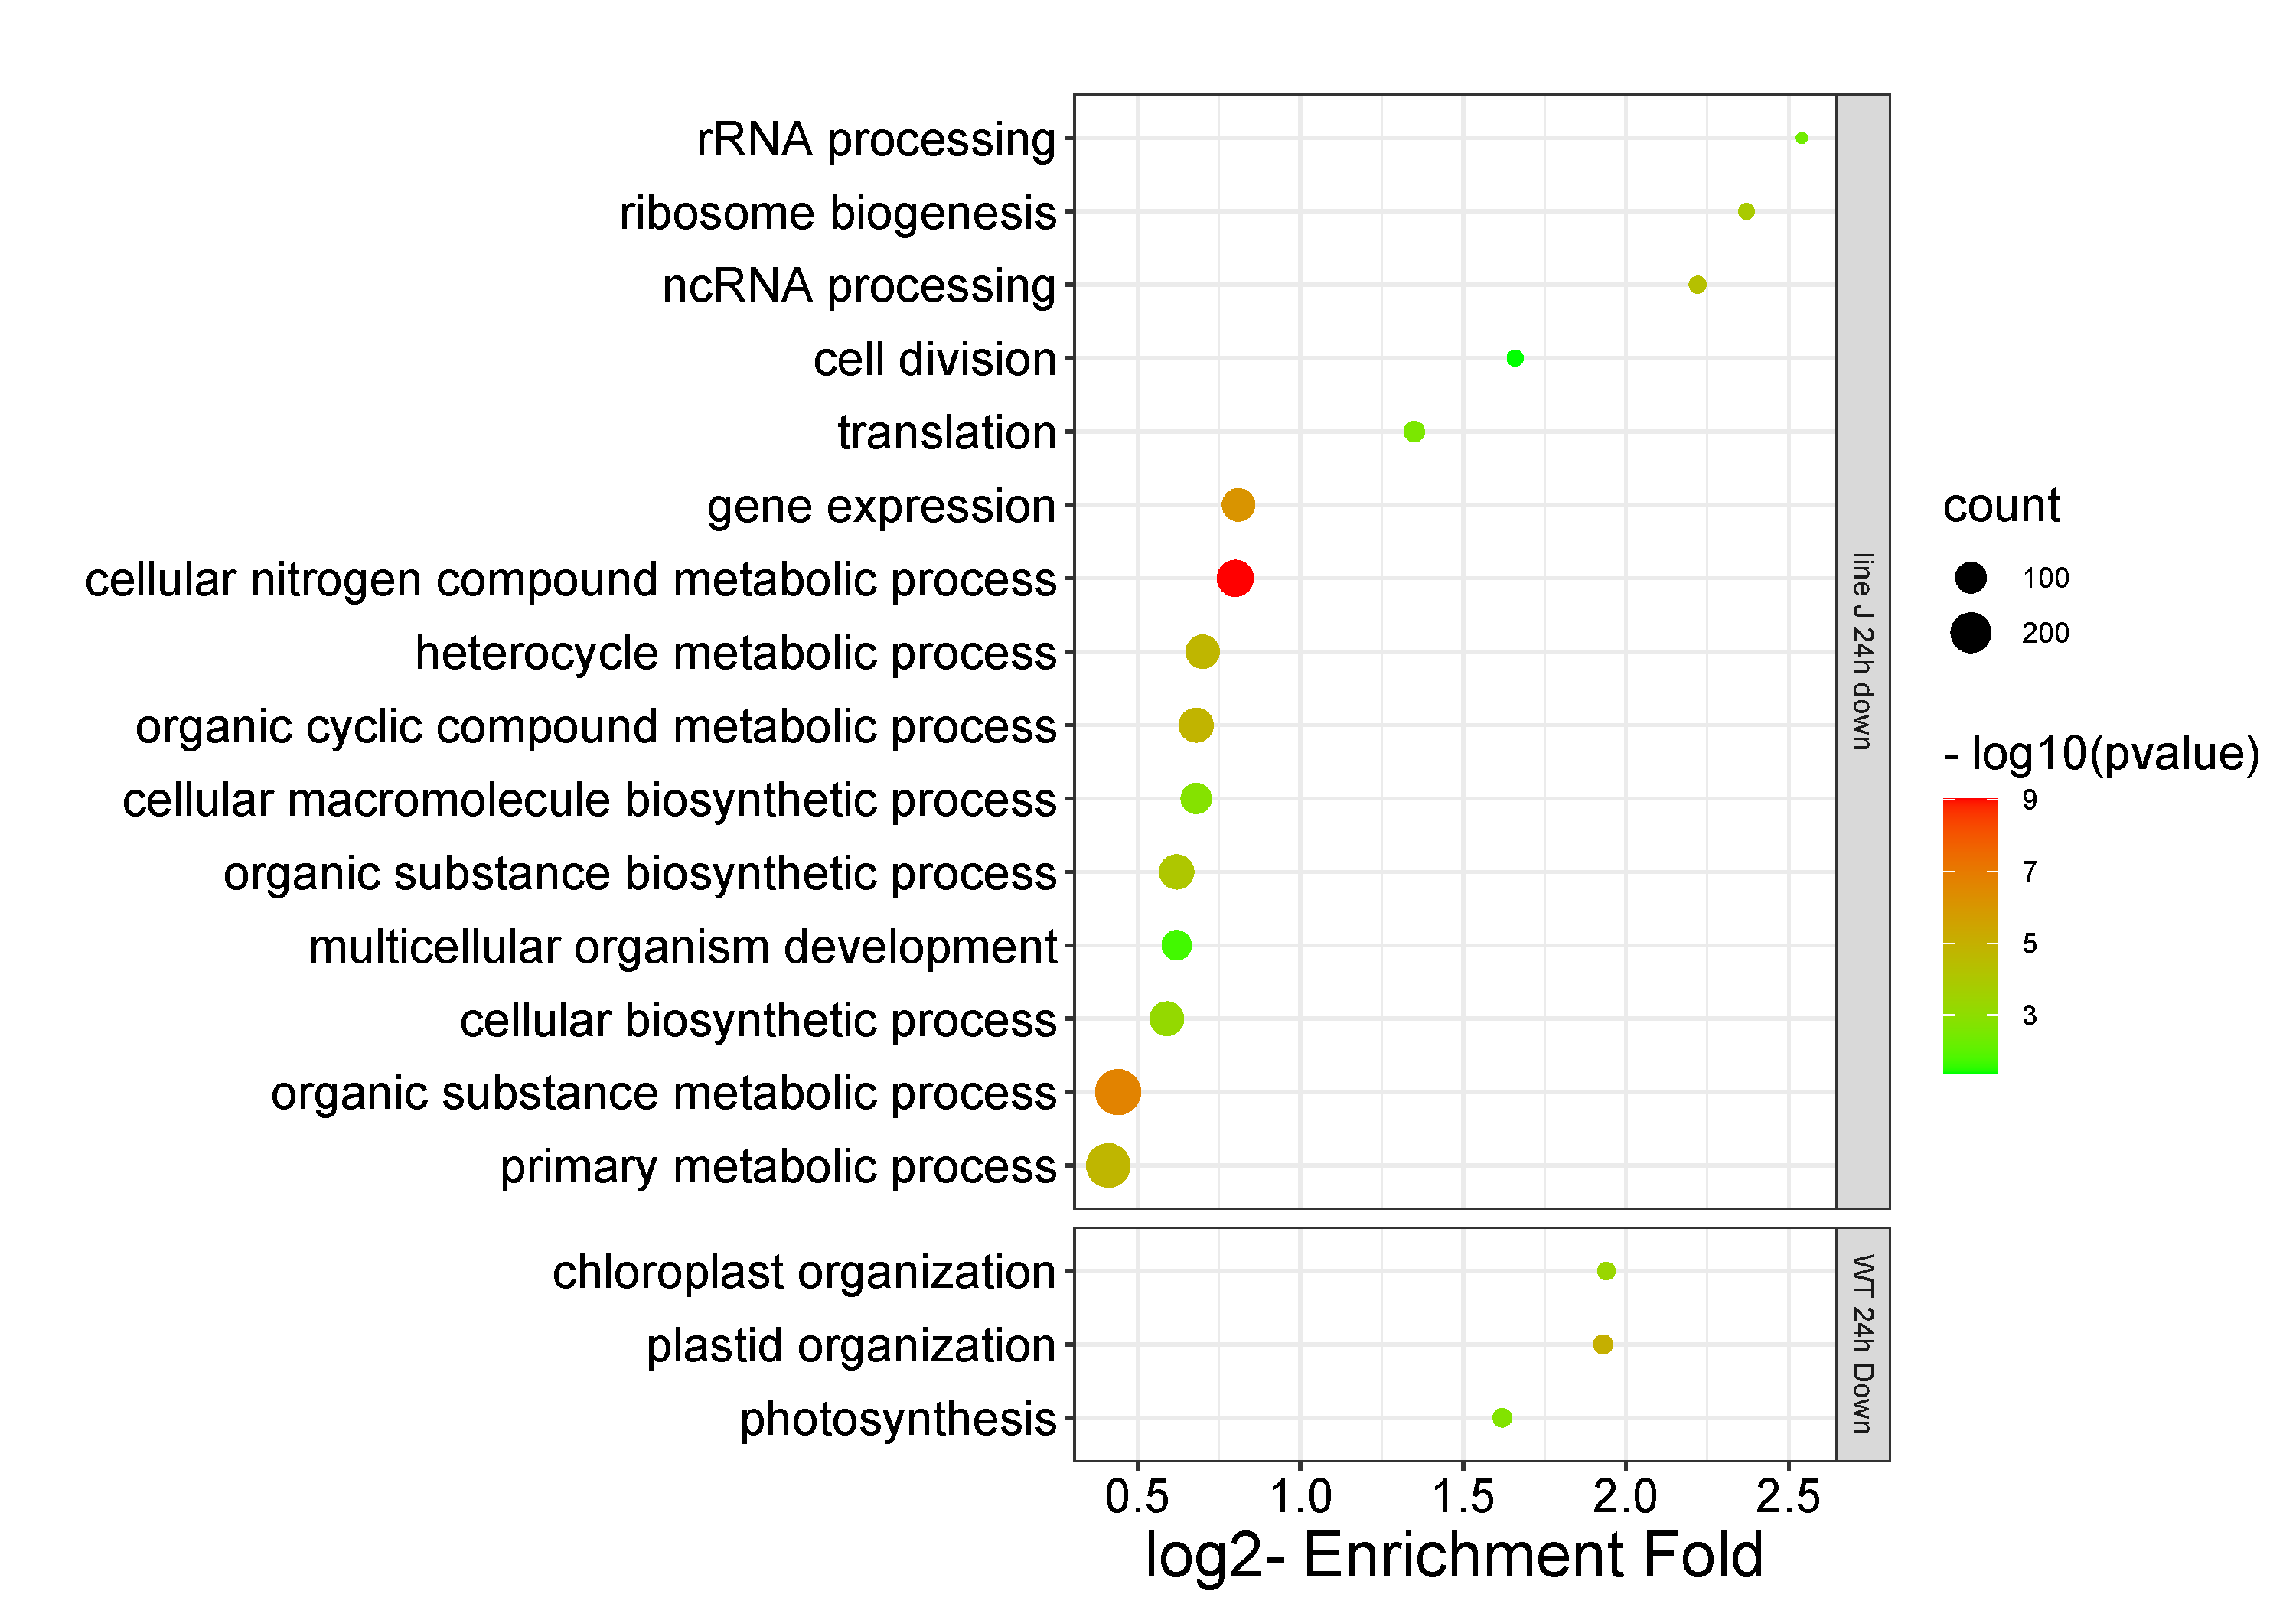 rRNA processing
ribosome biogenesis
ncRNA processing
cell division
translation
gene expression
cellular nitrogen compound metabolic process
heterocycle metabolic process
organic cyclic compound metabolic process
cellular macromolecule biosynthetic process
organic substance biosynthetic process
multicellular organism development
cellular biosynthetic process
organic substance metabolic process
primary metabolic process
line J 24h down
chloroplast organization
plastid organization
photosynthesis
WT 24h Down
0.5 1.0 1.5 2.0 2.5
log2- Enrichment Fold
count
100
200
- log10(pvalue)
9
7
5
3